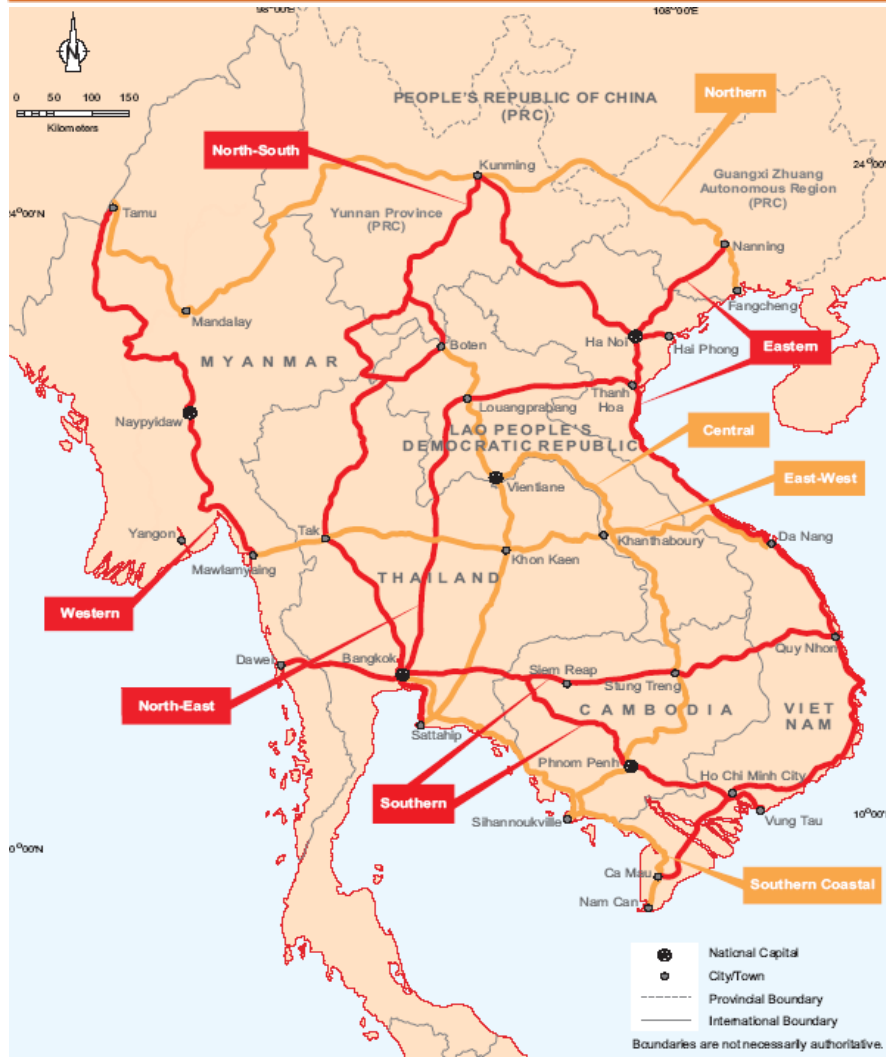 98°00'E
108°00'E
N
0 50 100 150
Kilometers
PEOPLE'S REPUBLIC OF CHINA
(PRC)
Northern
North-South
Kunming
24°00'N
Guangxi Zhuang
Autonomous Region
(PRC)
24°00'N
Tamu
Yunnan Province
(PRC)
Nanning
Mandalay
Fangcheng
Ha Noi
Hai Phong
Eastern
Boten
MYANMAR
Thanh
Hoa
Louangprabang
Naypyidaw
LAO PEOPLE'S
DEMOCRATIC REPUBLIC
Central
East-West
Vientiane
Yangon
Tak
Khanthaboury
Da Nang
Mawlamyaing
Khon Kaen
THAILAND
Western
Quy Nhon
Dawei
Bangkok
Siem Reap
Stung Treng
North-East
CAMBODIA
VIET
NAM
Sattahip
Phnom Penh
Ho Chi Minh City
Southern
Sihannoukville
Vung Tau
10°00'N
0°00'N
Ca Mau
Southern Coastal
Nam Can
National Capital
City/Town
Provincial Boundary
International Boundary
Boundaries are not necessarily authoritative.